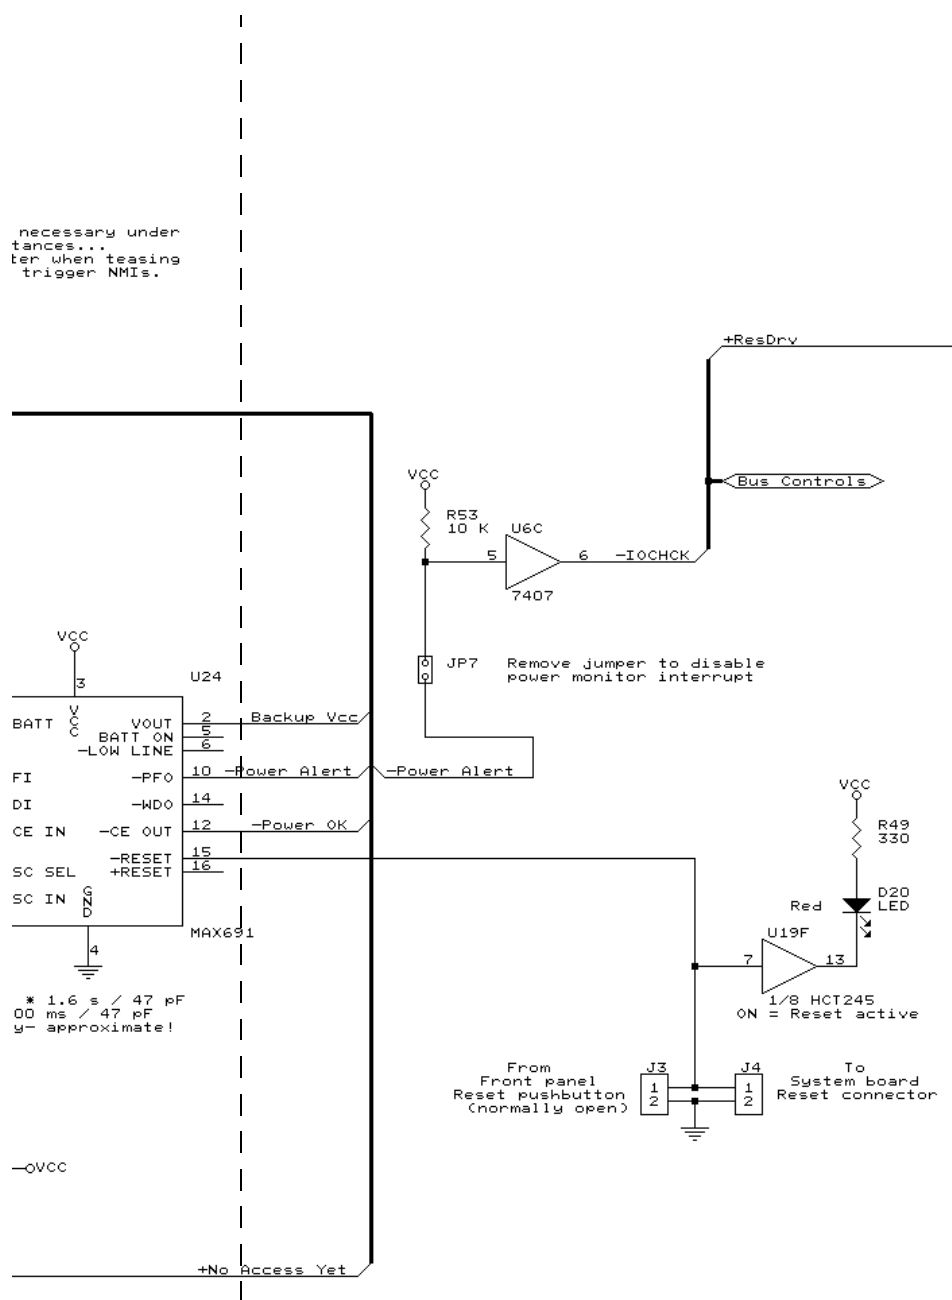 necessary under
tances...
ter when teasing
trigger NMIs.
+ResDrv
Bus Controls
VCC
R53
10 K
U6C
5
6
-IOCHCK
7407
JP7
Remove jumper to disable
power monitor interrupt
VCC
3
U24
VCC
BATT
VOUT
2
Backup Vcc
BATT ON
5
-LOW LINE
6
FI
-PFO
10
-Power Alert
-Power Alert
DI
-WDO
14
CE IN
-CE OUT
12
-Power OK
-RESET
15
SC SEL
+RESET
16
SC IN
GND
4
MAX691
VCC
R49
330
D20
LED
Red
U19F
7
13
1/8 HCT245
ON = Reset active
* 1.6 s / 47 pF
00 ms / 47 pF
y- approximate!
From
Front panel
Reset pushbutton
(normally open)
J3
1
2
J4
1
2
To
System board
Reset connector
VCC
+No Access Yet